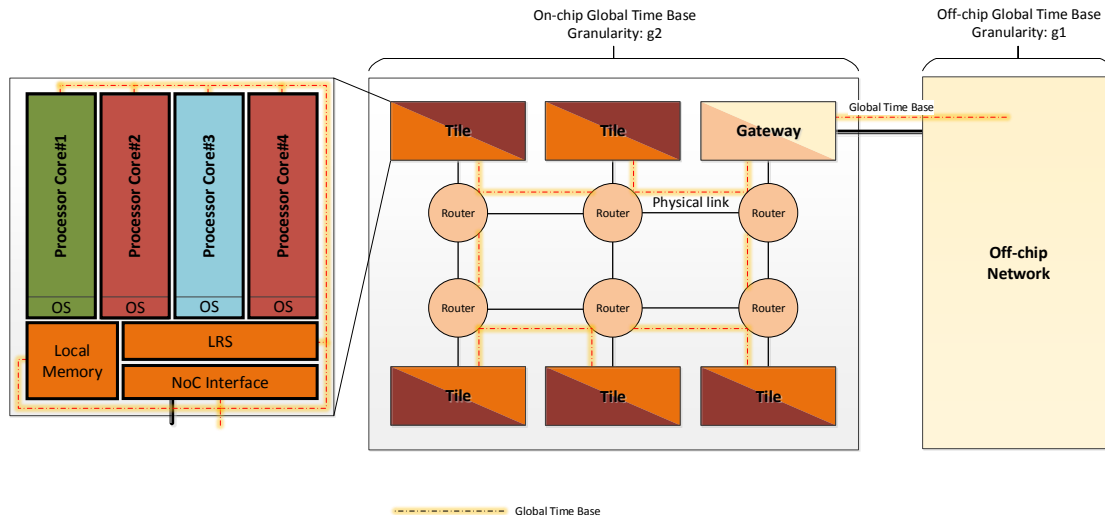 On-chip Global Time Base
Granularity: g2
Off-chip Global Time Base
Granularity: g1
Processor Core#1
Processor Core#2
Processor Core#3
Processor Core#4
OS
OS
OS
OS
Local
Memory
LRS
NoC Interface
Tile
Tile
Gateway
Global Time Base
Router
Router
Physical link
Router
Router
Router
Router
Tile
Tile
Tile
Off-chip
Network
Global Time Base